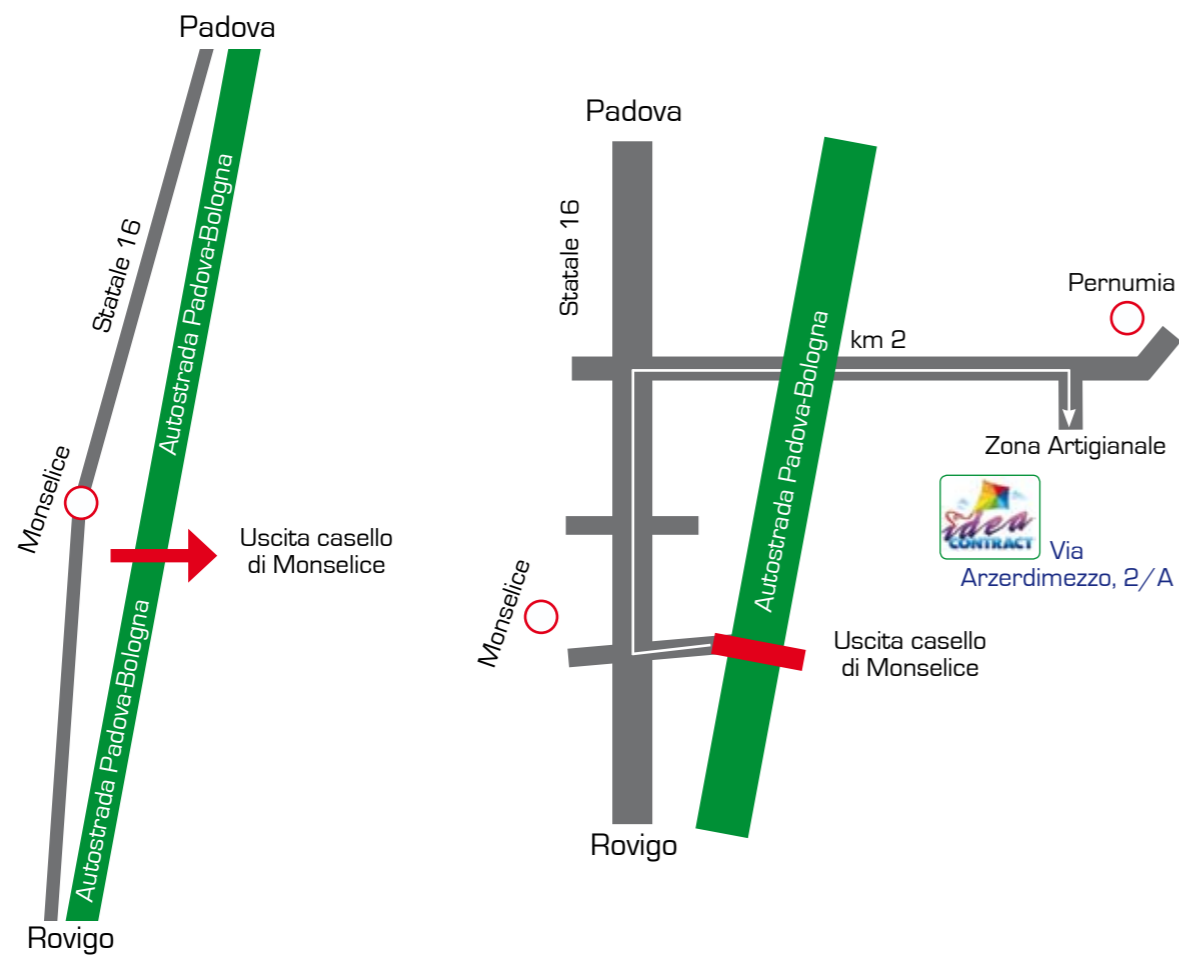 Padova
Statale 16
Autostrada Padova-Bologna
Monselice
Uscita casello
di Monselice
Autostrada Padova-Bologna
Rovigo
Padova
Statale 16
Autostrada Padova-Bologna
km 2
Pernumia
Zona Artigianale
idea
CONTRACT
Via
Arzerdimezzo, 2/A
Monselice
Uscita casello
di Monselice
Rovigo